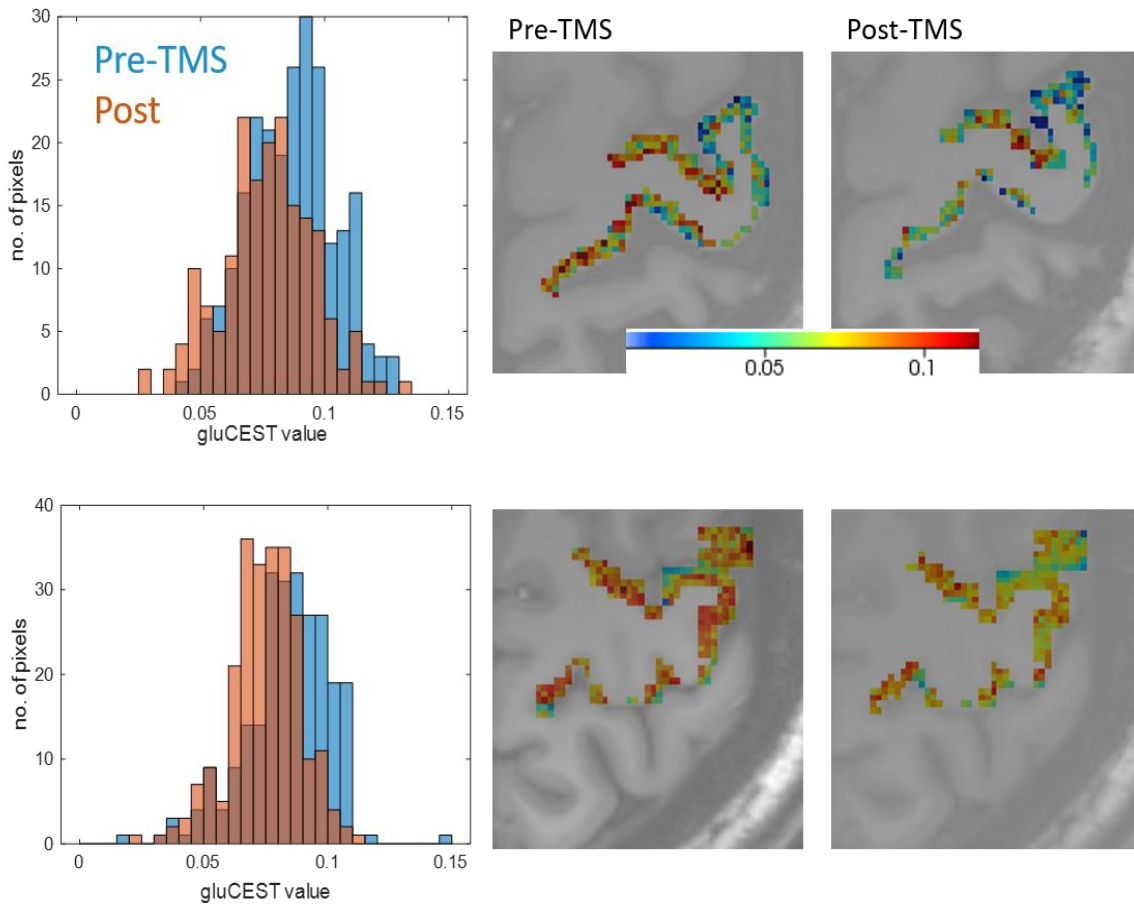 Pre-TMS
Post
30
25
20
15
10
5
0
no. of pixels
0
0.05
0.1
0.15
gluCEST value
Pre-TMS
Post-TMS
0.05
0.1
40
30
20
10
0
no. of pixels
0
0.05
0.1
0.15
gluCEST value